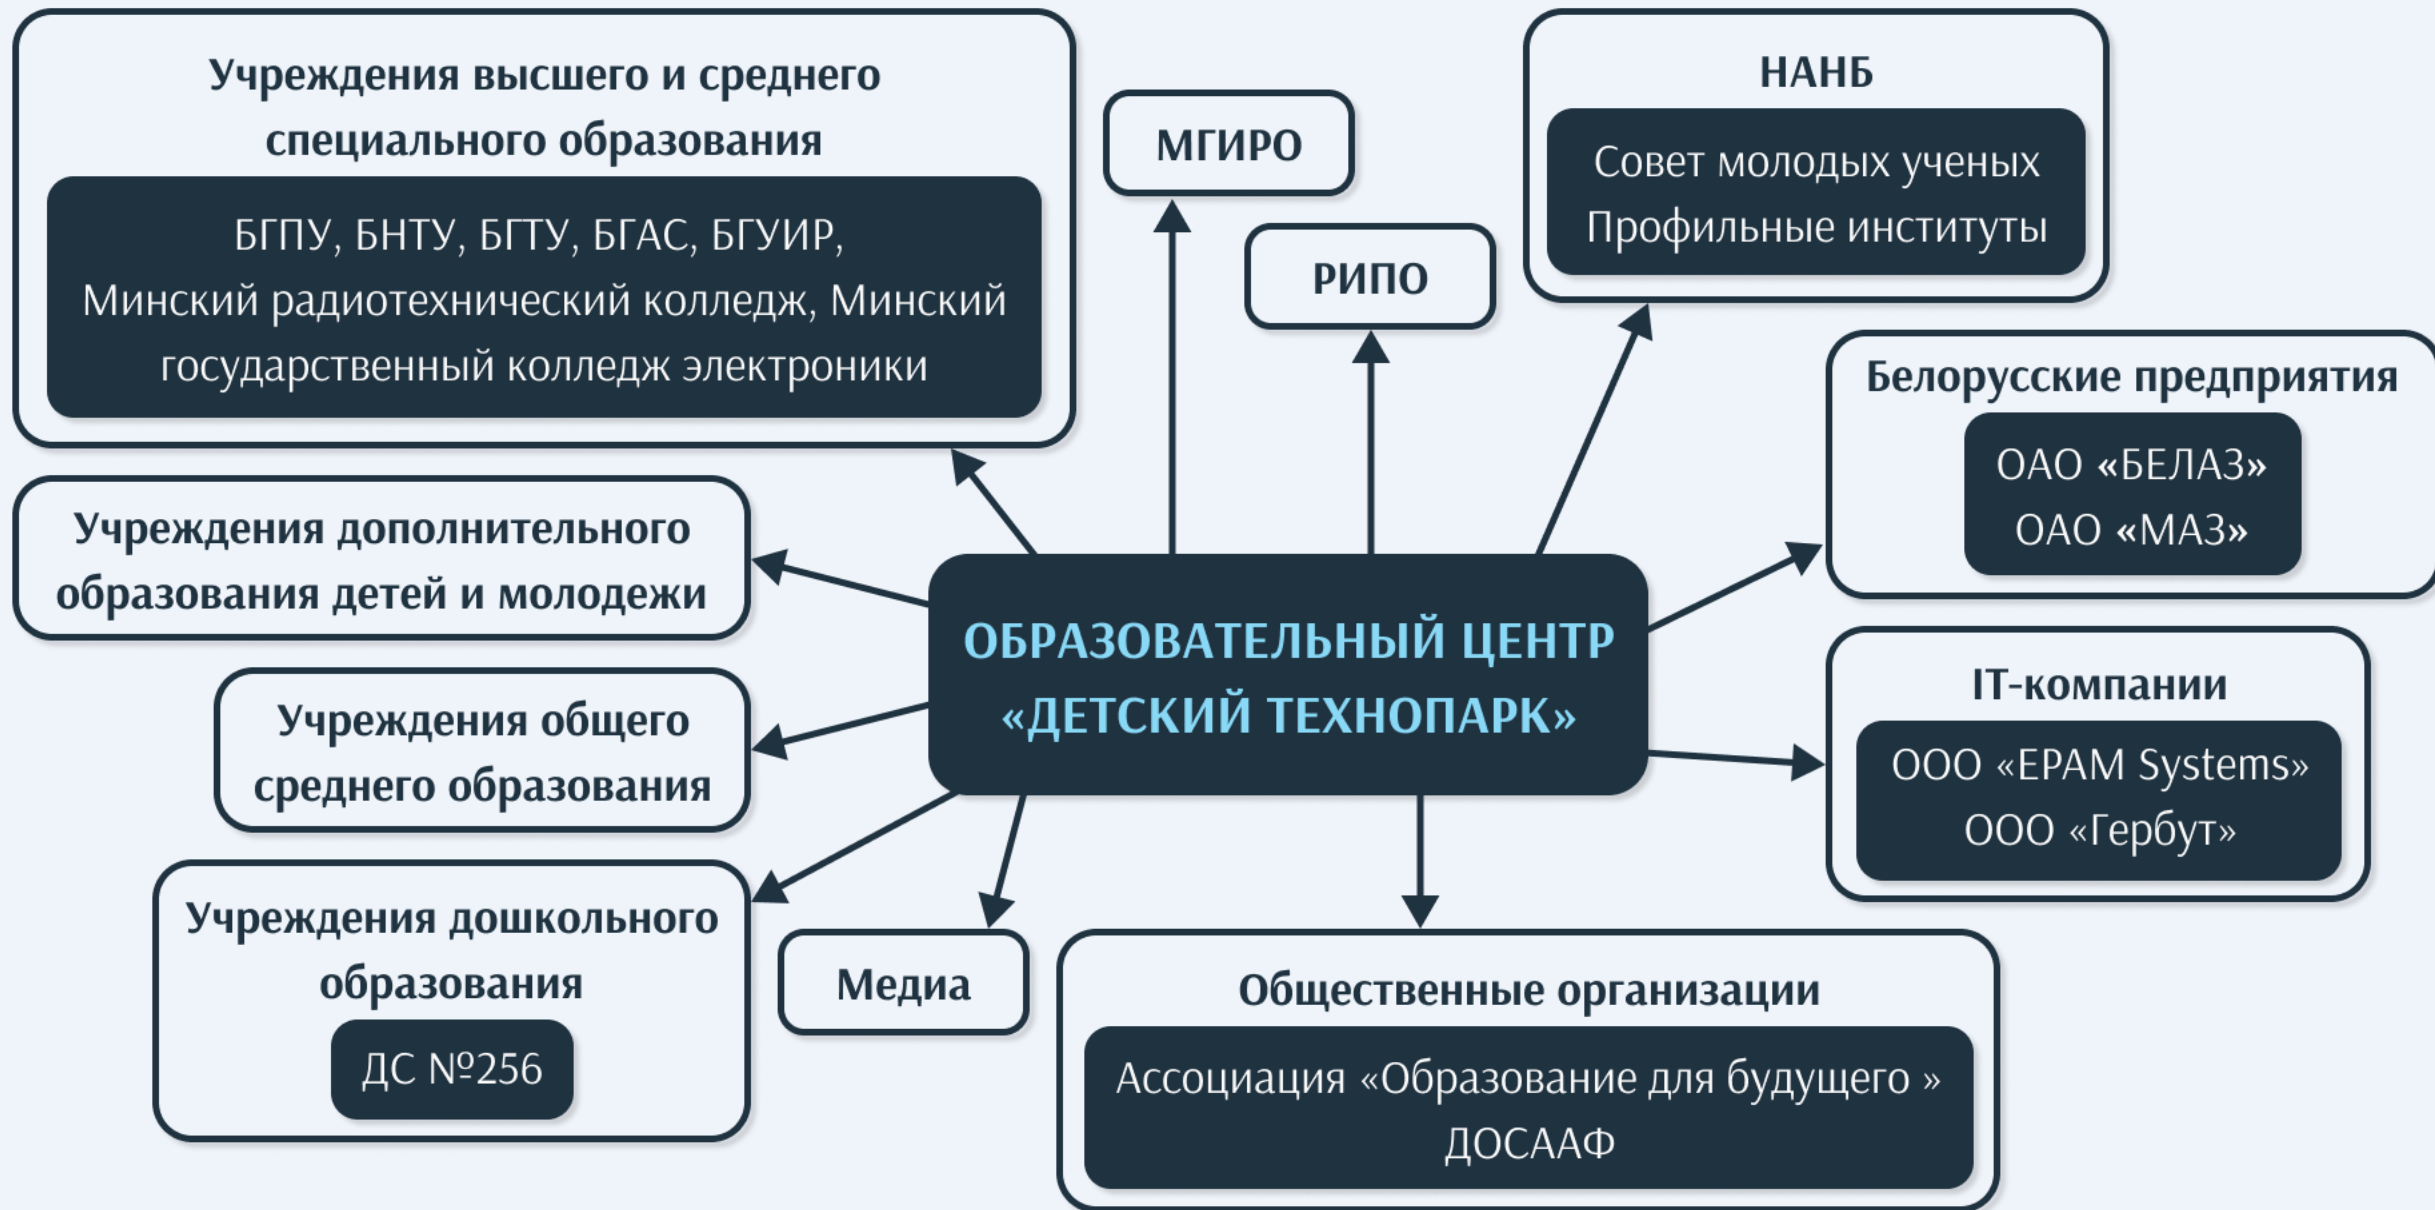 Учреждения высшего и среднего
специального образования
БГПУ, БНТУ, БГТУ, БГАС, БГУИР,
Минский радиотехнический колледж, Минский
государственный колледж электроники
МГИРО
РИПО
НАНБ
Совет молодых ученых
Профильные институты
Белорусские предприятия
ОАО «БЕЛАЗ»
ОАО «МАЗ»
Учреждения дополнительного
образования детей и молодежи
ОБРАЗОВАТЕЛЬНЫЙ ЦЕНТР
«ДЕТСКИЙ ТЕХНОПАРК»
IT-компании
ООО «EPAM Systems»
ООО «Гербут»
Учреждения общего
среднего образования
Учреждения дошкольного
образования
ДС №256
Медиа
Общественные организации
Ассоциация «Образование для будущего »
ДОСААФ